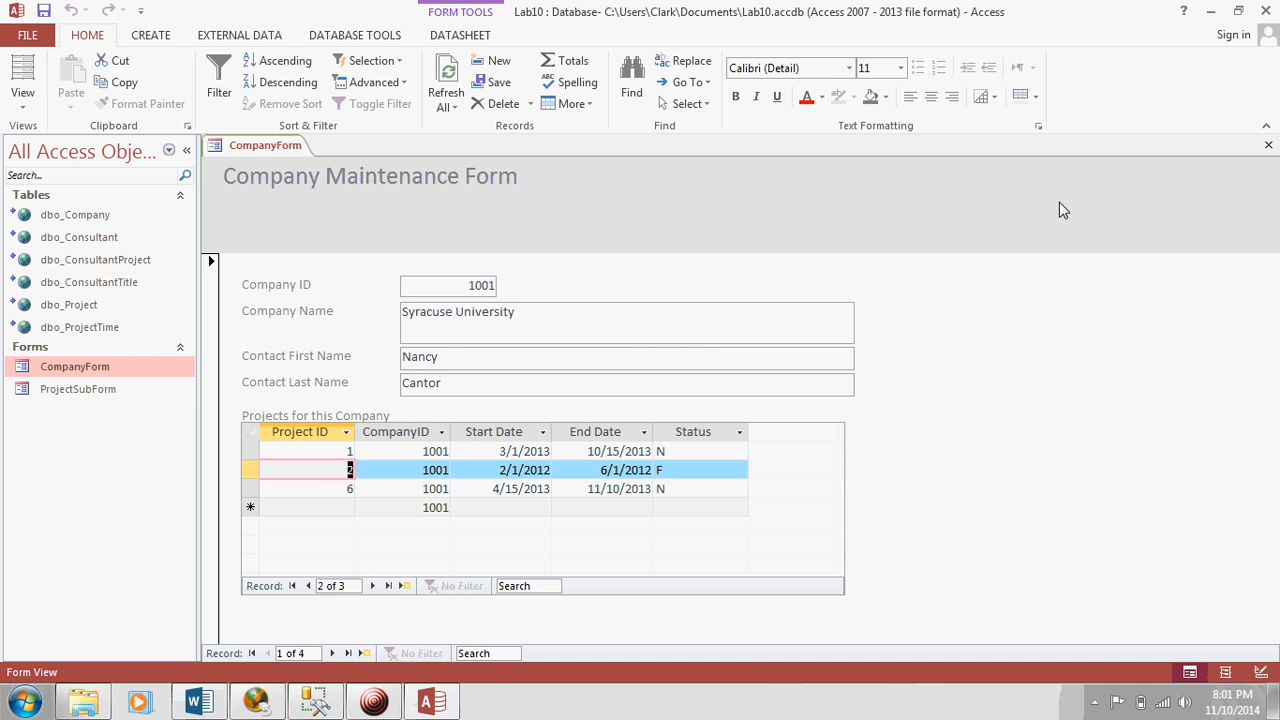 FORM TOOLS
Lab10 : Database- C:\Users\Clark\Documents\Lab10.accdb (Access 2007 - 2013 file format) - Access
FILE HOME CREATE EXTERNAL DATA DATABASE TOOLS DATASHEET Sign in
View
Views
Paste
Cut
Copy
Format Painter
Clipboard
Filter
Ascending
Descending
Remove Sort
Selection
Advanced
Toggle Filter
Sort & Filter
Refresh
All
New
Save
Delete
Totals
Spelling
More
Records
Find
Replace
Go To
Select
Find
Calibri (Detail) 11
B I U A
Text Formatting
All Access Obje...
Search...
Tables
dbo_Company
dbo_Consultant
dbo_ConsultantProject
dbo_ConsultantTitle
dbo_Project
dbo_ProjectTime
Forms
CompanyForm
ProjectSubForm
CompanyForm
Company Maintenance Form
Company ID 1001
Company Name Syracuse University
Contact First Name Nancy
Contact Last Name Cantor
Projects for this Company
Project ID CompanyID Start Date End Date Status
1 1001 3/1/2013 10/15/2013 N
2 1001 2/1/2012 6/1/2012 F
6 1001 4/15/2013 11/10/2013 N
1001
Record: 2 of 3 No Filter Search
Record: 1 of 4 No Filter Search
Form View
8:01 PM
11/10/2014